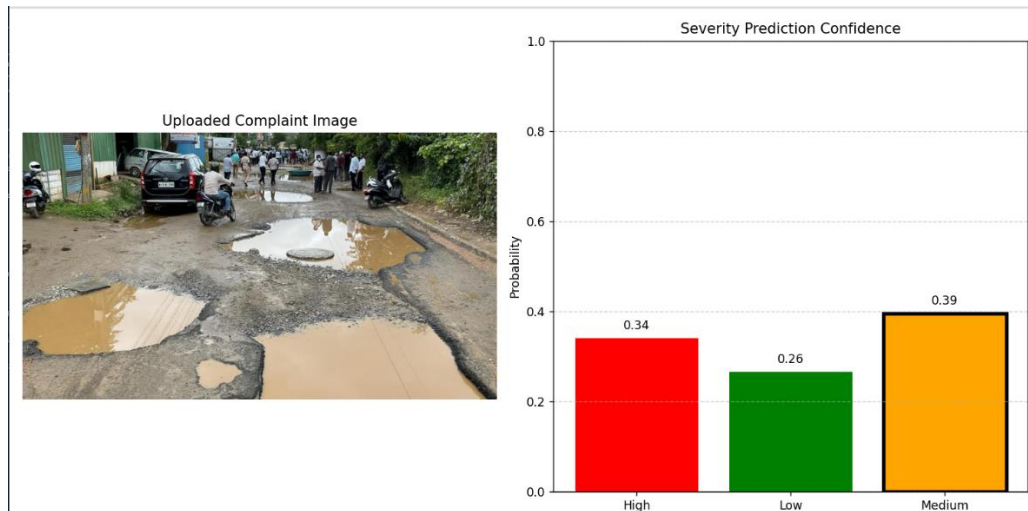 Uploaded Complaint Image
Severity Prediction Confidence
Probability
1.0
0.8
0.6
0.4
0.2
0.0
0.34
0.26
0.39
High
Low
Medium